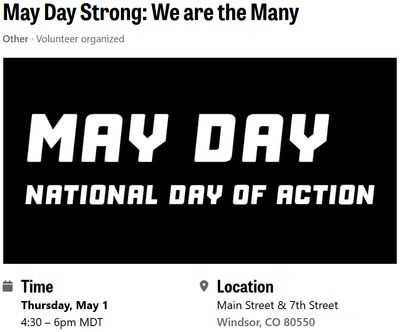 May Day Strong: We are the Many
Other · Volunteer organized
MAY DAY
NATIONAL DAY OF ACTION
Time
Thursday, May 1
4:30 – 6pm MDT
Location
Main Street & 7th Street
Windsor, CO 80550